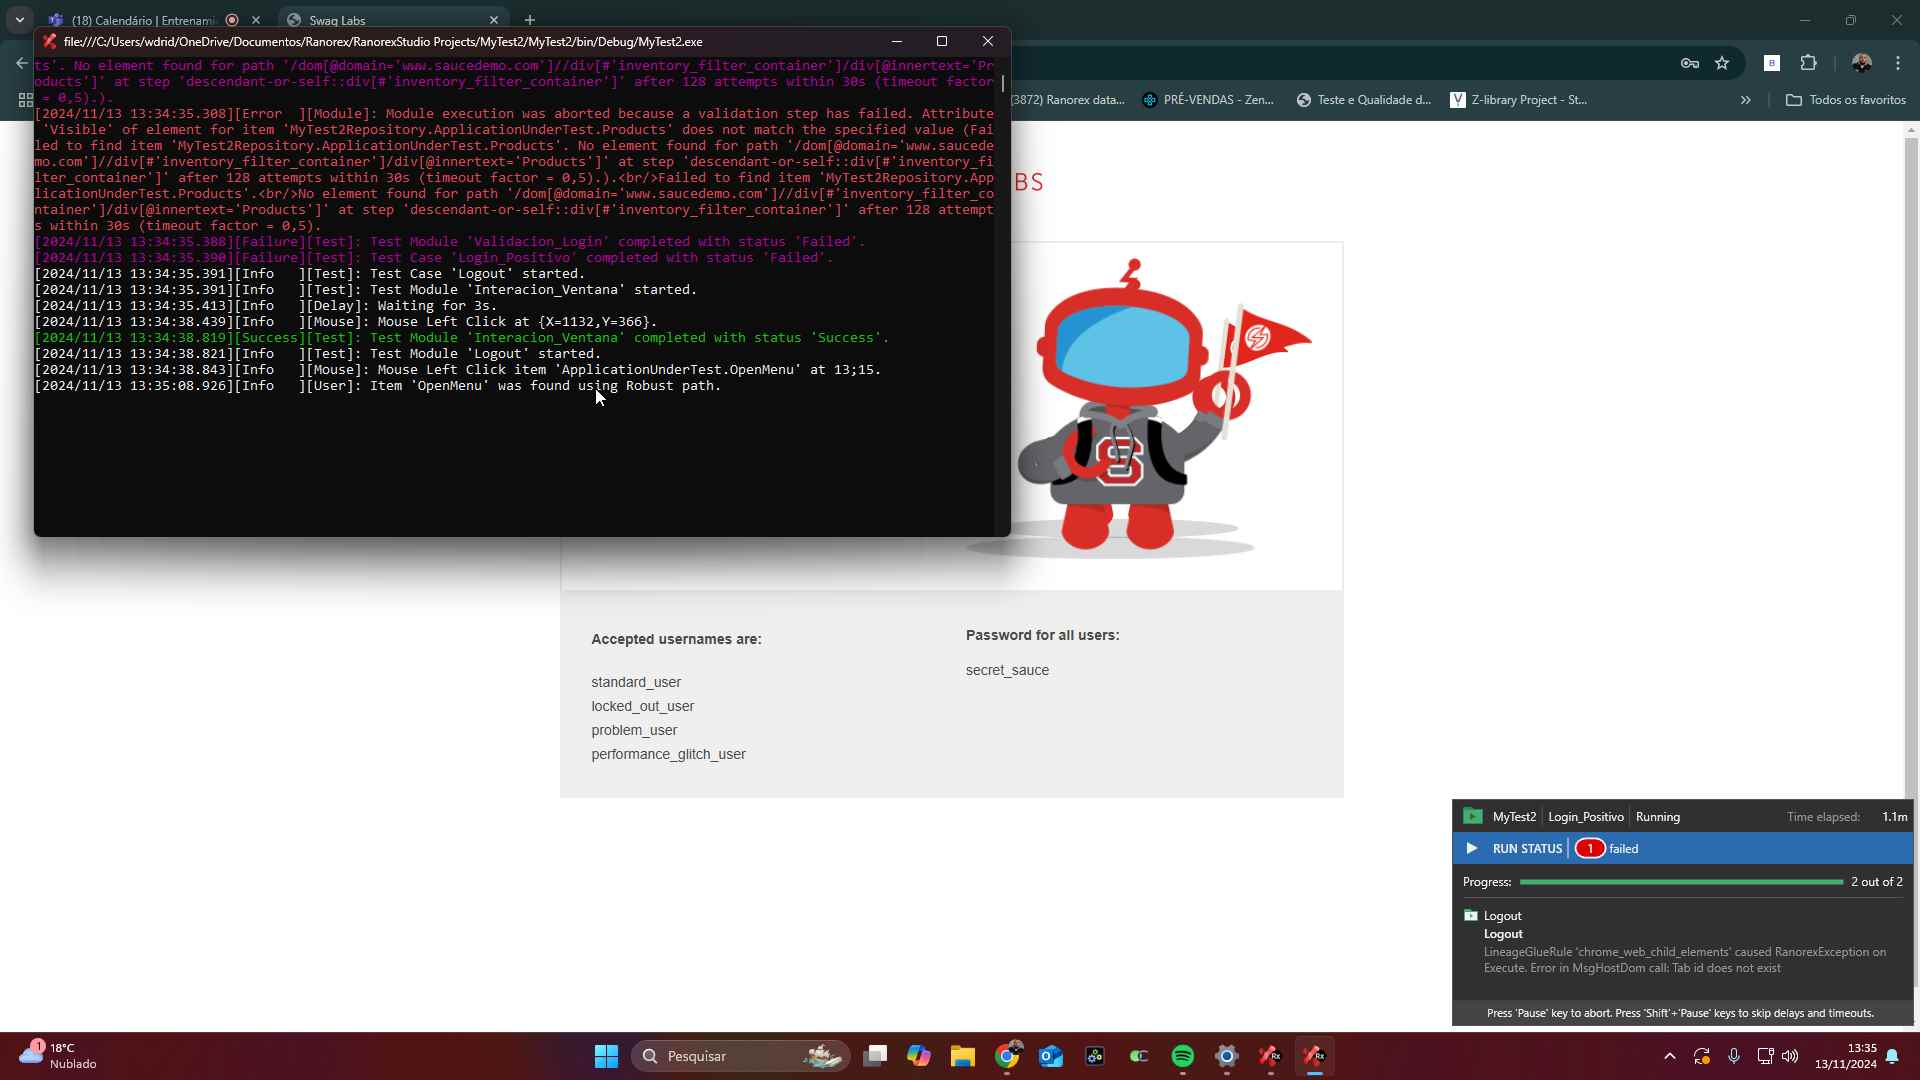 (18) Calendário | Entrenami
Swag Labs
file:///C:/Users/wdrid/OneDrive/Documentos/Ranorex/RanorexStudio Projects/MyTest2/MyTest2/bin/Debug/MyTest2.exe
(3872) Ranorex data...
PRÉ-VENDAS - Zen...
Teste e Qualidade d...
Z-library Project - St...
Todos os favoritos
ts'. No element found for path '/dom[@domain='www.saucedemo.com']//div[#'inventory_filter_container']/div[@innertext='Pr
oducts']' at step 'descendant-or-self::div[#'inventory_filter_container']' after 128 attempts within 30s (timeout factor
= 0,5).).
[2024/11/13 13:34:35.308][Error  ][Module]: Module execution was aborted because a validation step has failed. Attribute
'Visible' of element for item 'MyTest2Repository.ApplicationUnderTest.Products' does not match the specified value (Fai
led to find item 'MyTest2Repository.ApplicationUnderTest.Products'. No element found for path '/dom[@domain='www.saucede
mo.com']//div[#'inventory_filter_container']/div[@innertext='Products']' at step 'descendant-or-self::div[#'inventory_fi
lter_container']' after 128 attempts within 30s (timeout factor = 0,5).).<br/>Failed to find item 'MyTest2Repository.App
licationUnderTest.Products'.<br/>No element found for path '/dom[@domain='www.saucedemo.com']//div[#'inventory_filter_co
ntainer']/div[@innertext='Products']' at step 'descendant-or-self::div[#'inventory_filter_container']' after 128 attempt
s within 30s (timeout factor = 0,5).
[2024/11/13 13:34:35.388][Failure][Test]: Test Module 'Validacion_Login' completed with status 'Failed'.
[2024/11/13 13:34:35.390][Failure][Test]: Test Case 'Login_Positivo' completed with status 'Failed'.
[2024/11/13 13:34:35.391][Info   ][Test]: Test Case 'Logout' started.
[2024/11/13 13:34:35.391][Info   ][Test]: Test Module 'Interacion_Ventana' started.
[2024/11/13 13:34:35.413][Info   ][Delay]: Waiting for 3s.
[2024/11/13 13:34:38.439][Info   ][Mouse]: Mouse Left Click at {X=1132,Y=366}.
[2024/11/13 13:34:38.819][Success][Test]: Test Module 'Interacion_Ventana' completed with status 'Success'.
[2024/11/13 13:34:38.821][Info   ][Test]: Test Module 'Logout' started.
[2024/11/13 13:34:38.843][Info   ][Mouse]: Mouse Left Click item 'ApplicationUnderTest.OpenMenu' at 13;15.
[2024/11/13 13:35:08.926][Info   ][User]: Item 'OpenMenu' was found using Robust path.
BS
S
Accepted usernames are:
standard_user
locked_out_user
problem_user
performance_glitch_user
Password for all users:
secret_sauce
MyTest2 Login_Positivo Running Time elapsed: 1.1m
RUN STATUS 1 failed
Progress: 2 out of 2
Logout
Logout
LineageGlueRule 'chrome_web_child_elements' caused RanorexException on
Execute. Error in MsgHostDom call: Tab id does not exist
Press 'Pause' key to abort. Press 'Shift'+'Pause' keys to skip delays and timeouts.
1
18°C
Nublado
Pesquisar
Rx
Rx
13:35
13/11/2024